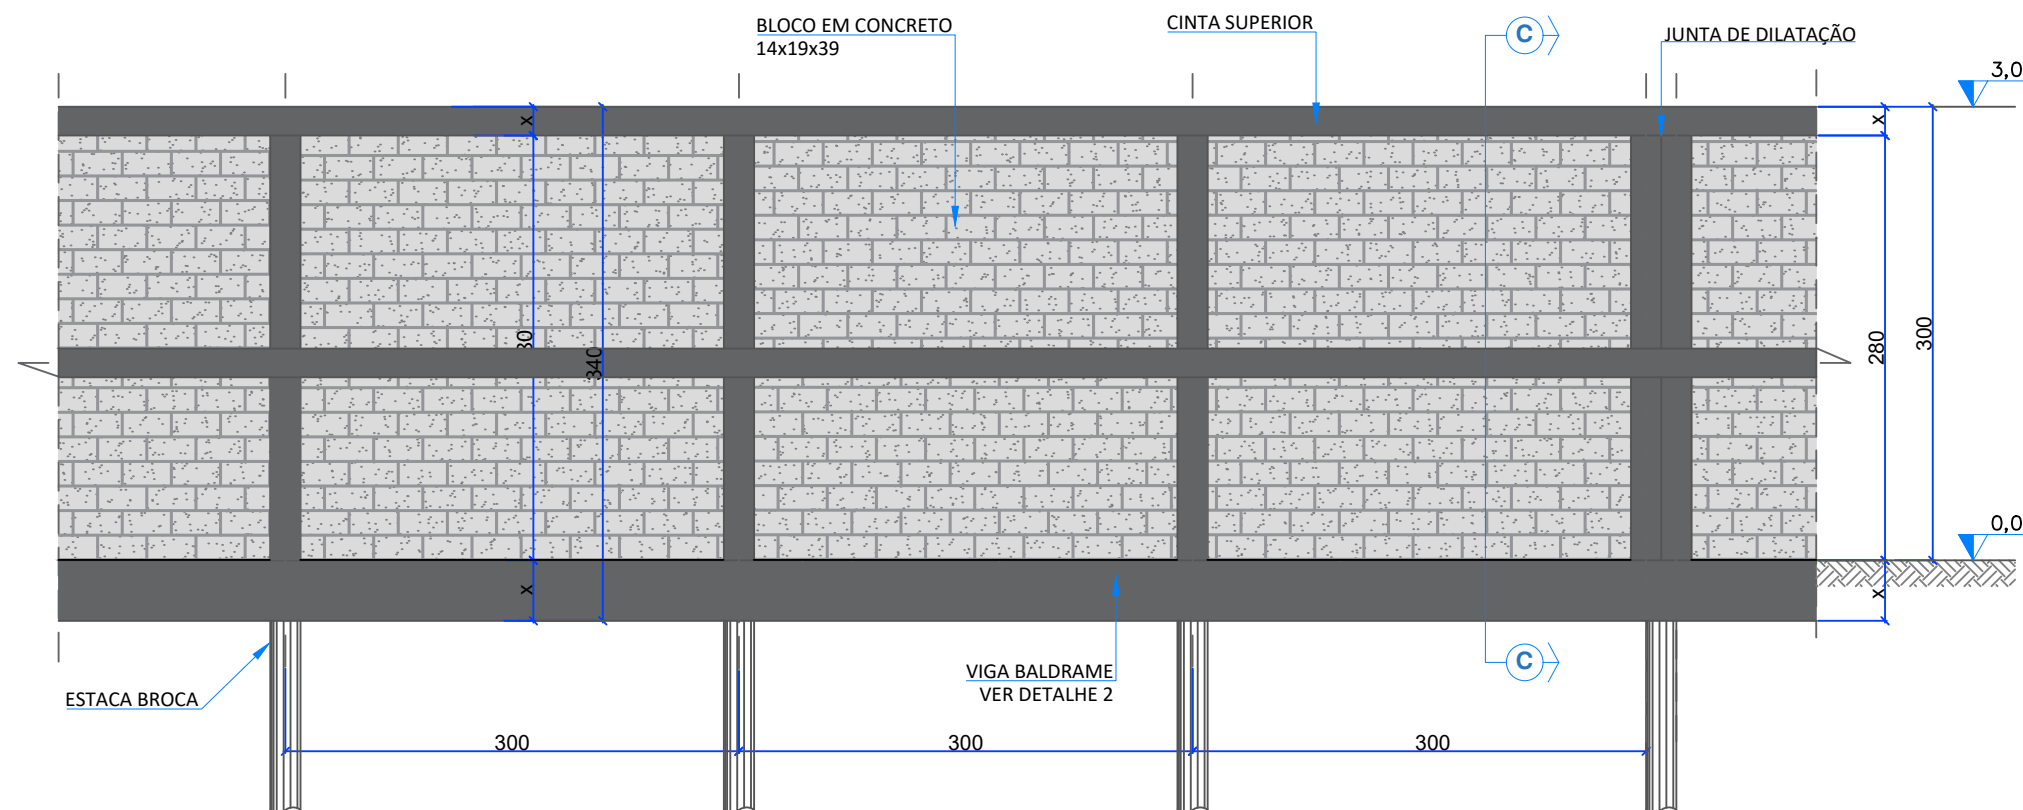 BLOCO EM CONCRETO
14x19x39
CINTA SUPERIOR
C
JUNTA DE DILATAÇÃO
3,0
x
x
340
280
300
0,0
x
x
ESTACA BROCA
VIGA BALDRAME
VER DETALHE 2
C
300
300
300